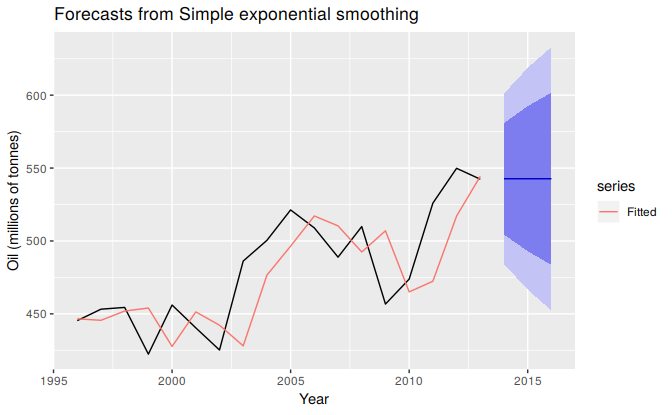 Forecasts from Simple exponential smoothing
Oil (millions of tonnes)
600
550
500
450
1995
2000
2005
2010
2015
Year
series
Fitted